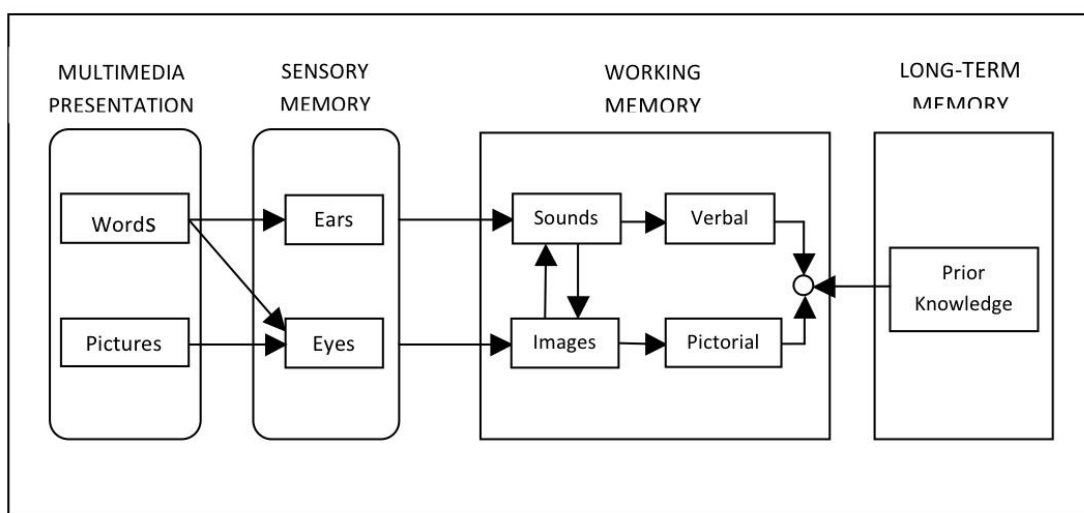 MULTIMEDIA
PRESENTATION
SENSORY
MEMORY
WORKING
MEMORY
LONG-TERM
MEMORY
Words
Ears
Sounds
Verbal
Prior
Knowledge
Pictures
Eyes
Images
Pictorial